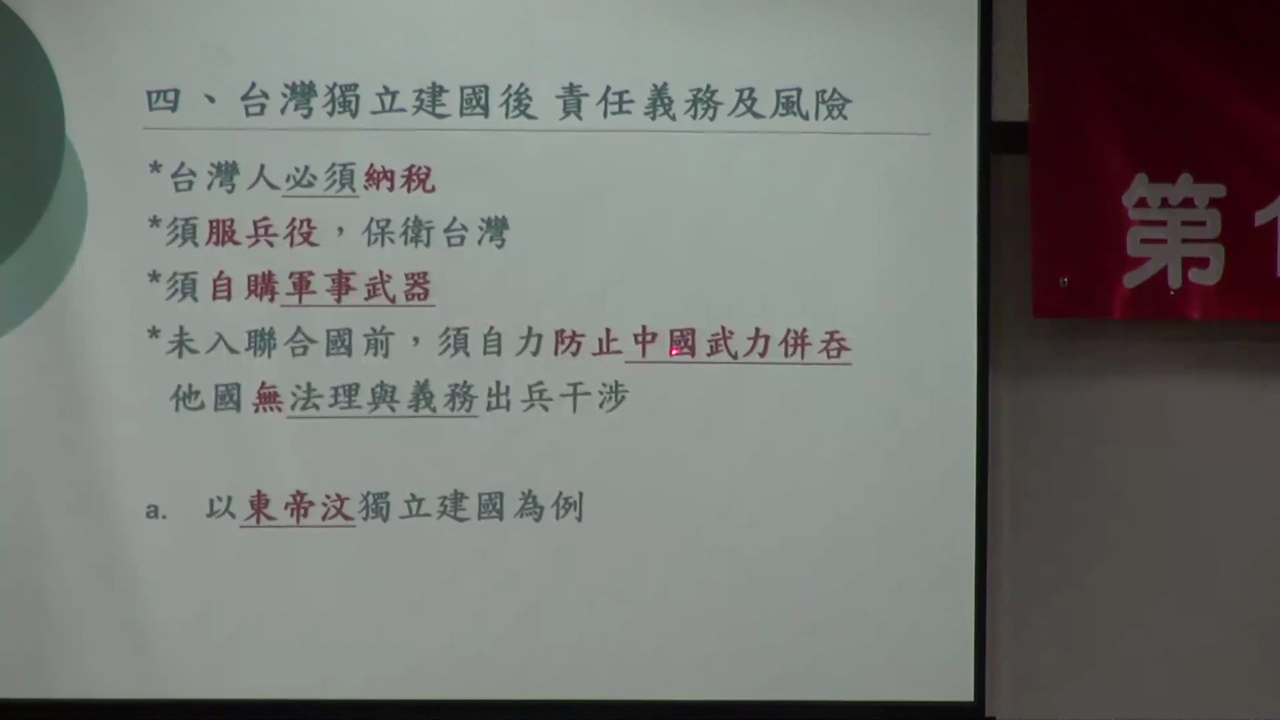 四、台灣獨立建國後 責任義務及風險
*台灣人必須納稅
*須服兵役，保衛台灣
*須自購軍事武器
*未入聯合國前，須自力防止中國武力併吞
他國無法理與義務出兵干涉
a. 以東帝汶獨立建國為例
第